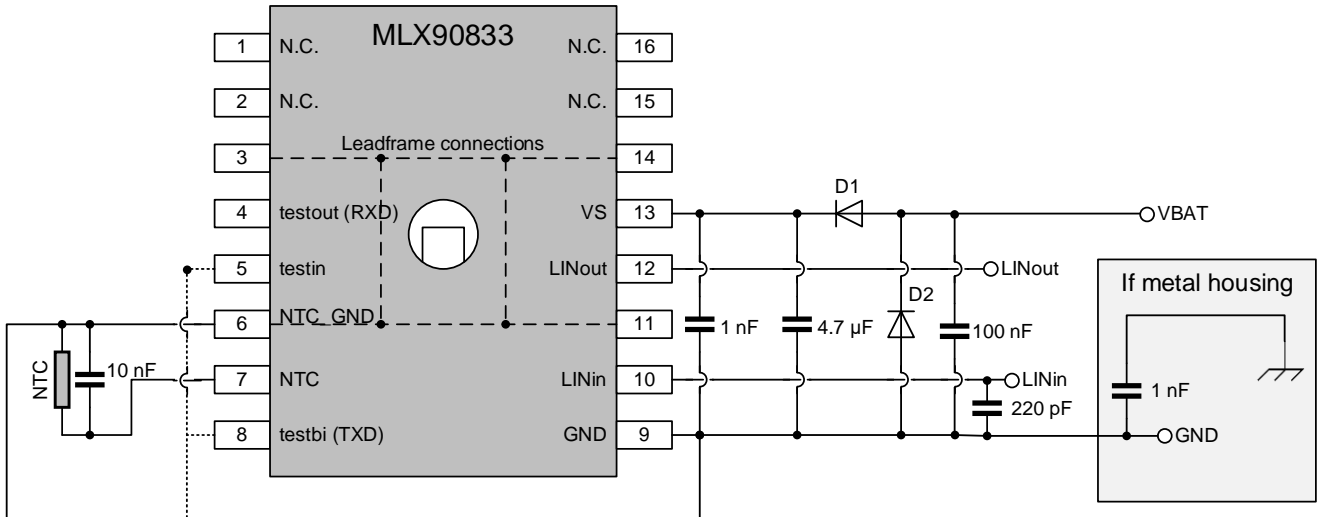 MLX90833
1 N.C. N.C. 16
2 N.C. N.C. 15
Leadframe connections
3 14
D1
4 testout (RXD) VS 13 VBAT
5 testin LINout 12 LINout
If metal housing
D2
6 NTC_GND 11
1 nF 4.7 µF 100 nF
NTC 10 nF
7 NTC LINin 10 LINin
1 nF
220 pF
8 testbi (TXD) GND 9 GND